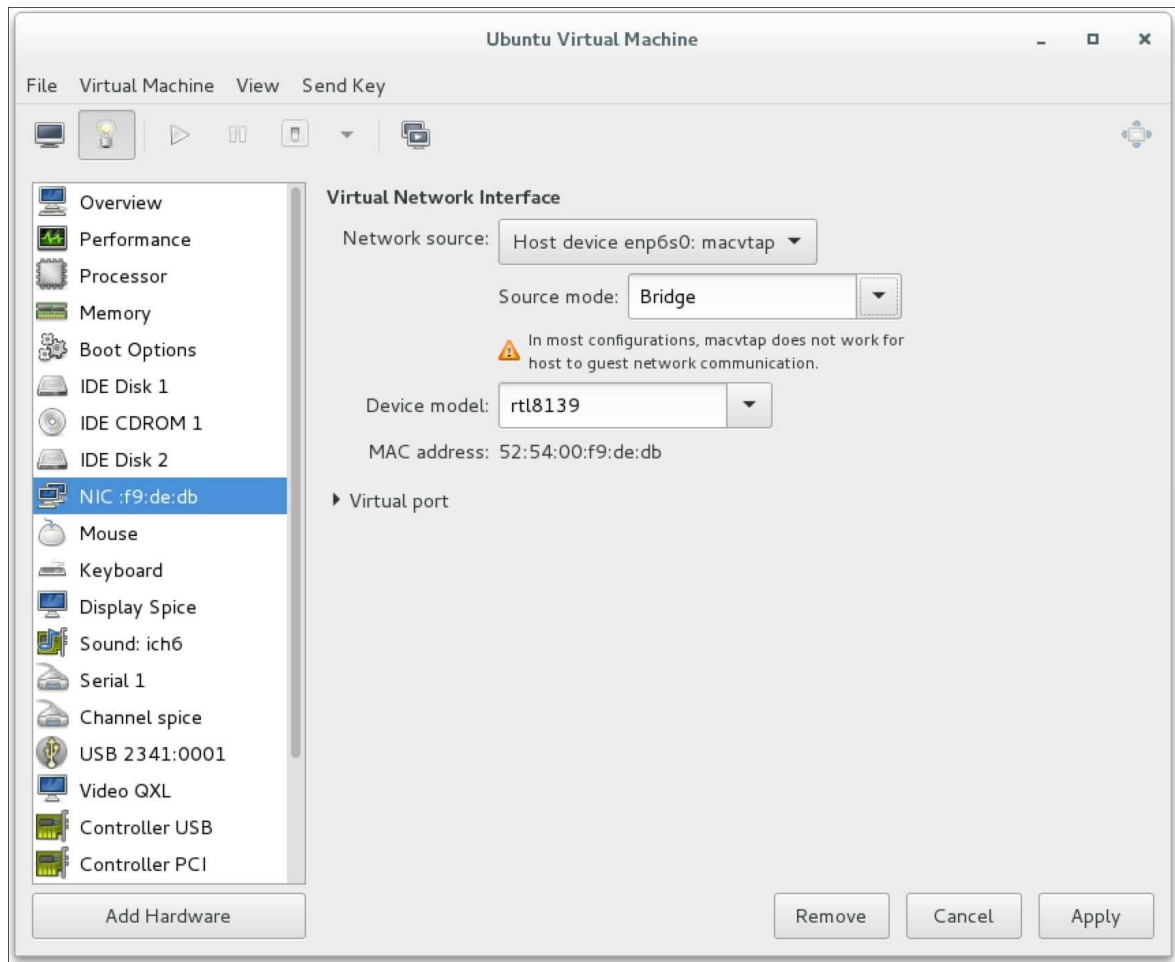 Ubuntu Virtual Machine
File Virtual Machine View Send Key
Overview
Performance
Processor
Memory
Boot Options
IDE Disk 1
IDE CDROM 1
IDE Disk 2
NIC :f9:de:db
Mouse
Keyboard
Display Spice
Sound: ich6
Serial 1
Channel spice
USB 2341:0001
Video QXL
Controller USB
Controller PCI
Add Hardware
Virtual Network Interface
Network source: Host device enp6s0: macvtap
Source mode: Bridge
In most configurations, macvtap does not work for
host to guest network communication.
Device model: rtl8139
MAC address: 52:54:00:f9:de:db
Virtual port
Remove Cancel Apply